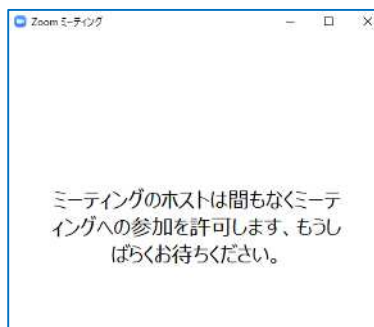 Zoom ミーティング
ミーティングのホストは間もなくミーテ
ィングへの参加を許可します、もうし
ばらくお待ちください。